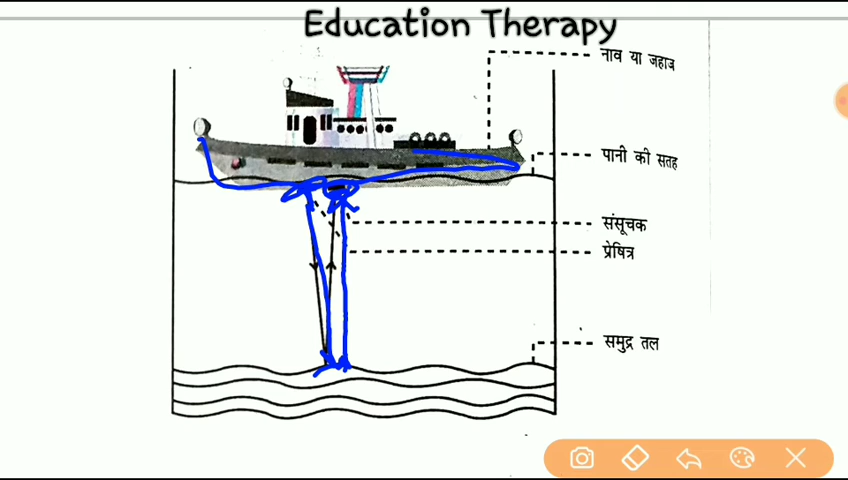 Education Therapy
नाव या जहाज
पानी की सतह
संसूचक
प्रेषित्र
समुद्र तल